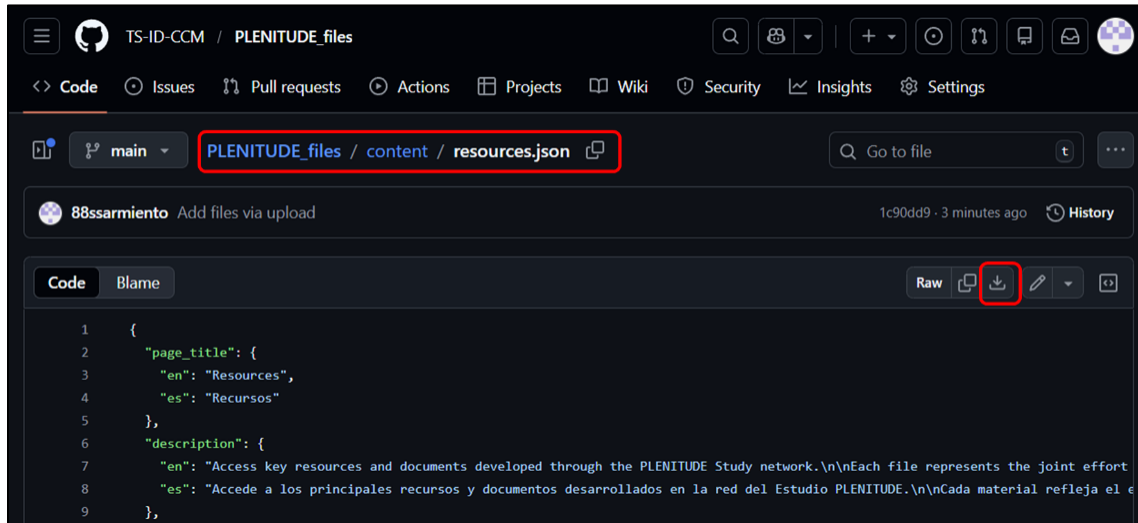 TS-ID-CCM / PLENITUDE_files
<> Code Issues Pull requests Actions Projects Wiki Security Insights Settings
main PLENITUDE_files / content / resources.json Go to file t ...
88ssarmiento Add files via upload 1c90dd9 · 3 minutes ago History
Code Blame Raw
1 {
2 "page_title": {
3 "en": "Resources",
4 "es": "Recursos"
5 },
6 "description": {
7 "en": "Access key resources and documents developed through the PLENITUDE Study network.\n\nEach file represents the joint effort
8 "es": "Accede a los principales recursos y documentos desarrollados en la red del Estudio PLENITUDE.\n\nCada material refleja el
9 },